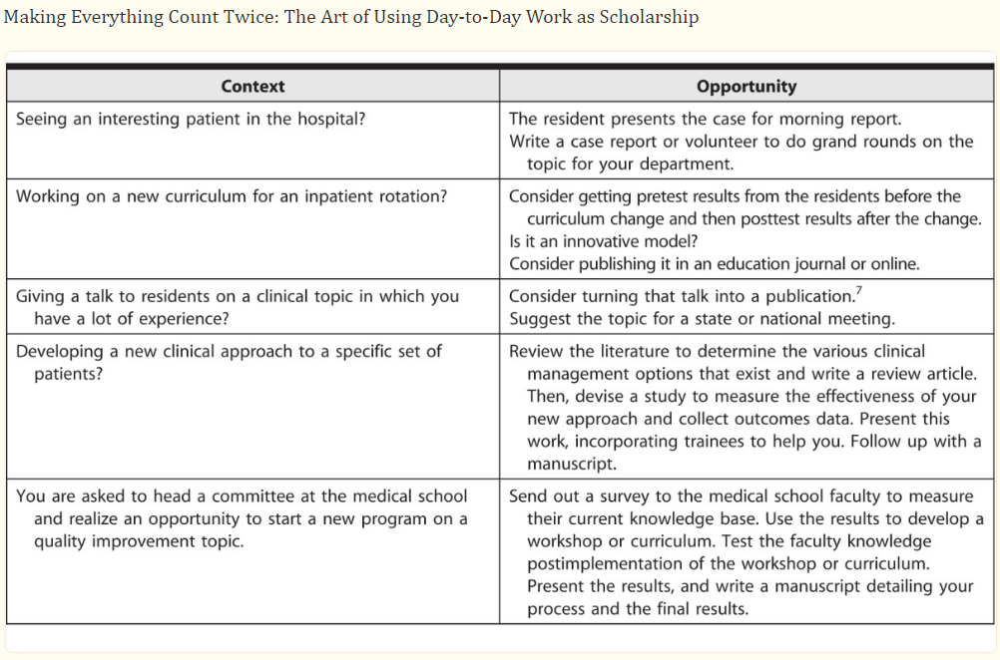 Making Everything Count Twice: The Art of Using Day-to-Day Work as Scholarship
Context
Opportunity
Seeing an interesting patient in the hospital?
The resident presents the case for morning report.
Write a case report or volunteer to do grand rounds on the
topic for your department.
Working on a new curriculum for an inpatient rotation?
Consider getting pretest results from the residents before the
curriculum change and then posttest results after the change.
Is it an innovative model?
Consider publishing it in an education journal or online.
Giving a talk to residents on a clinical topic in which you
have a lot of experience?
Consider turning that talk into a publication.7
Suggest the topic for a state or national meeting.
Developing a new clinical approach to a specific set of
patients?
Review the literature to determine the various clinical
management options that exist and write a review article.
Then, devise a study to measure the effectiveness of your
new approach and collect outcomes data. Present this
work, incorporating trainees to help you. Follow up with a
manuscript.
You are asked to head a committee at the medical school
and realize an opportunity to start a new program on a
quality improvement topic.
Send out a survey to the medical school faculty to measure
their current knowledge base. Use the results to develop a
workshop or curriculum. Test the faculty knowledge
postimplementation of the workshop or curriculum.
Present the results, and write a manuscript detailing your
process and the final results.